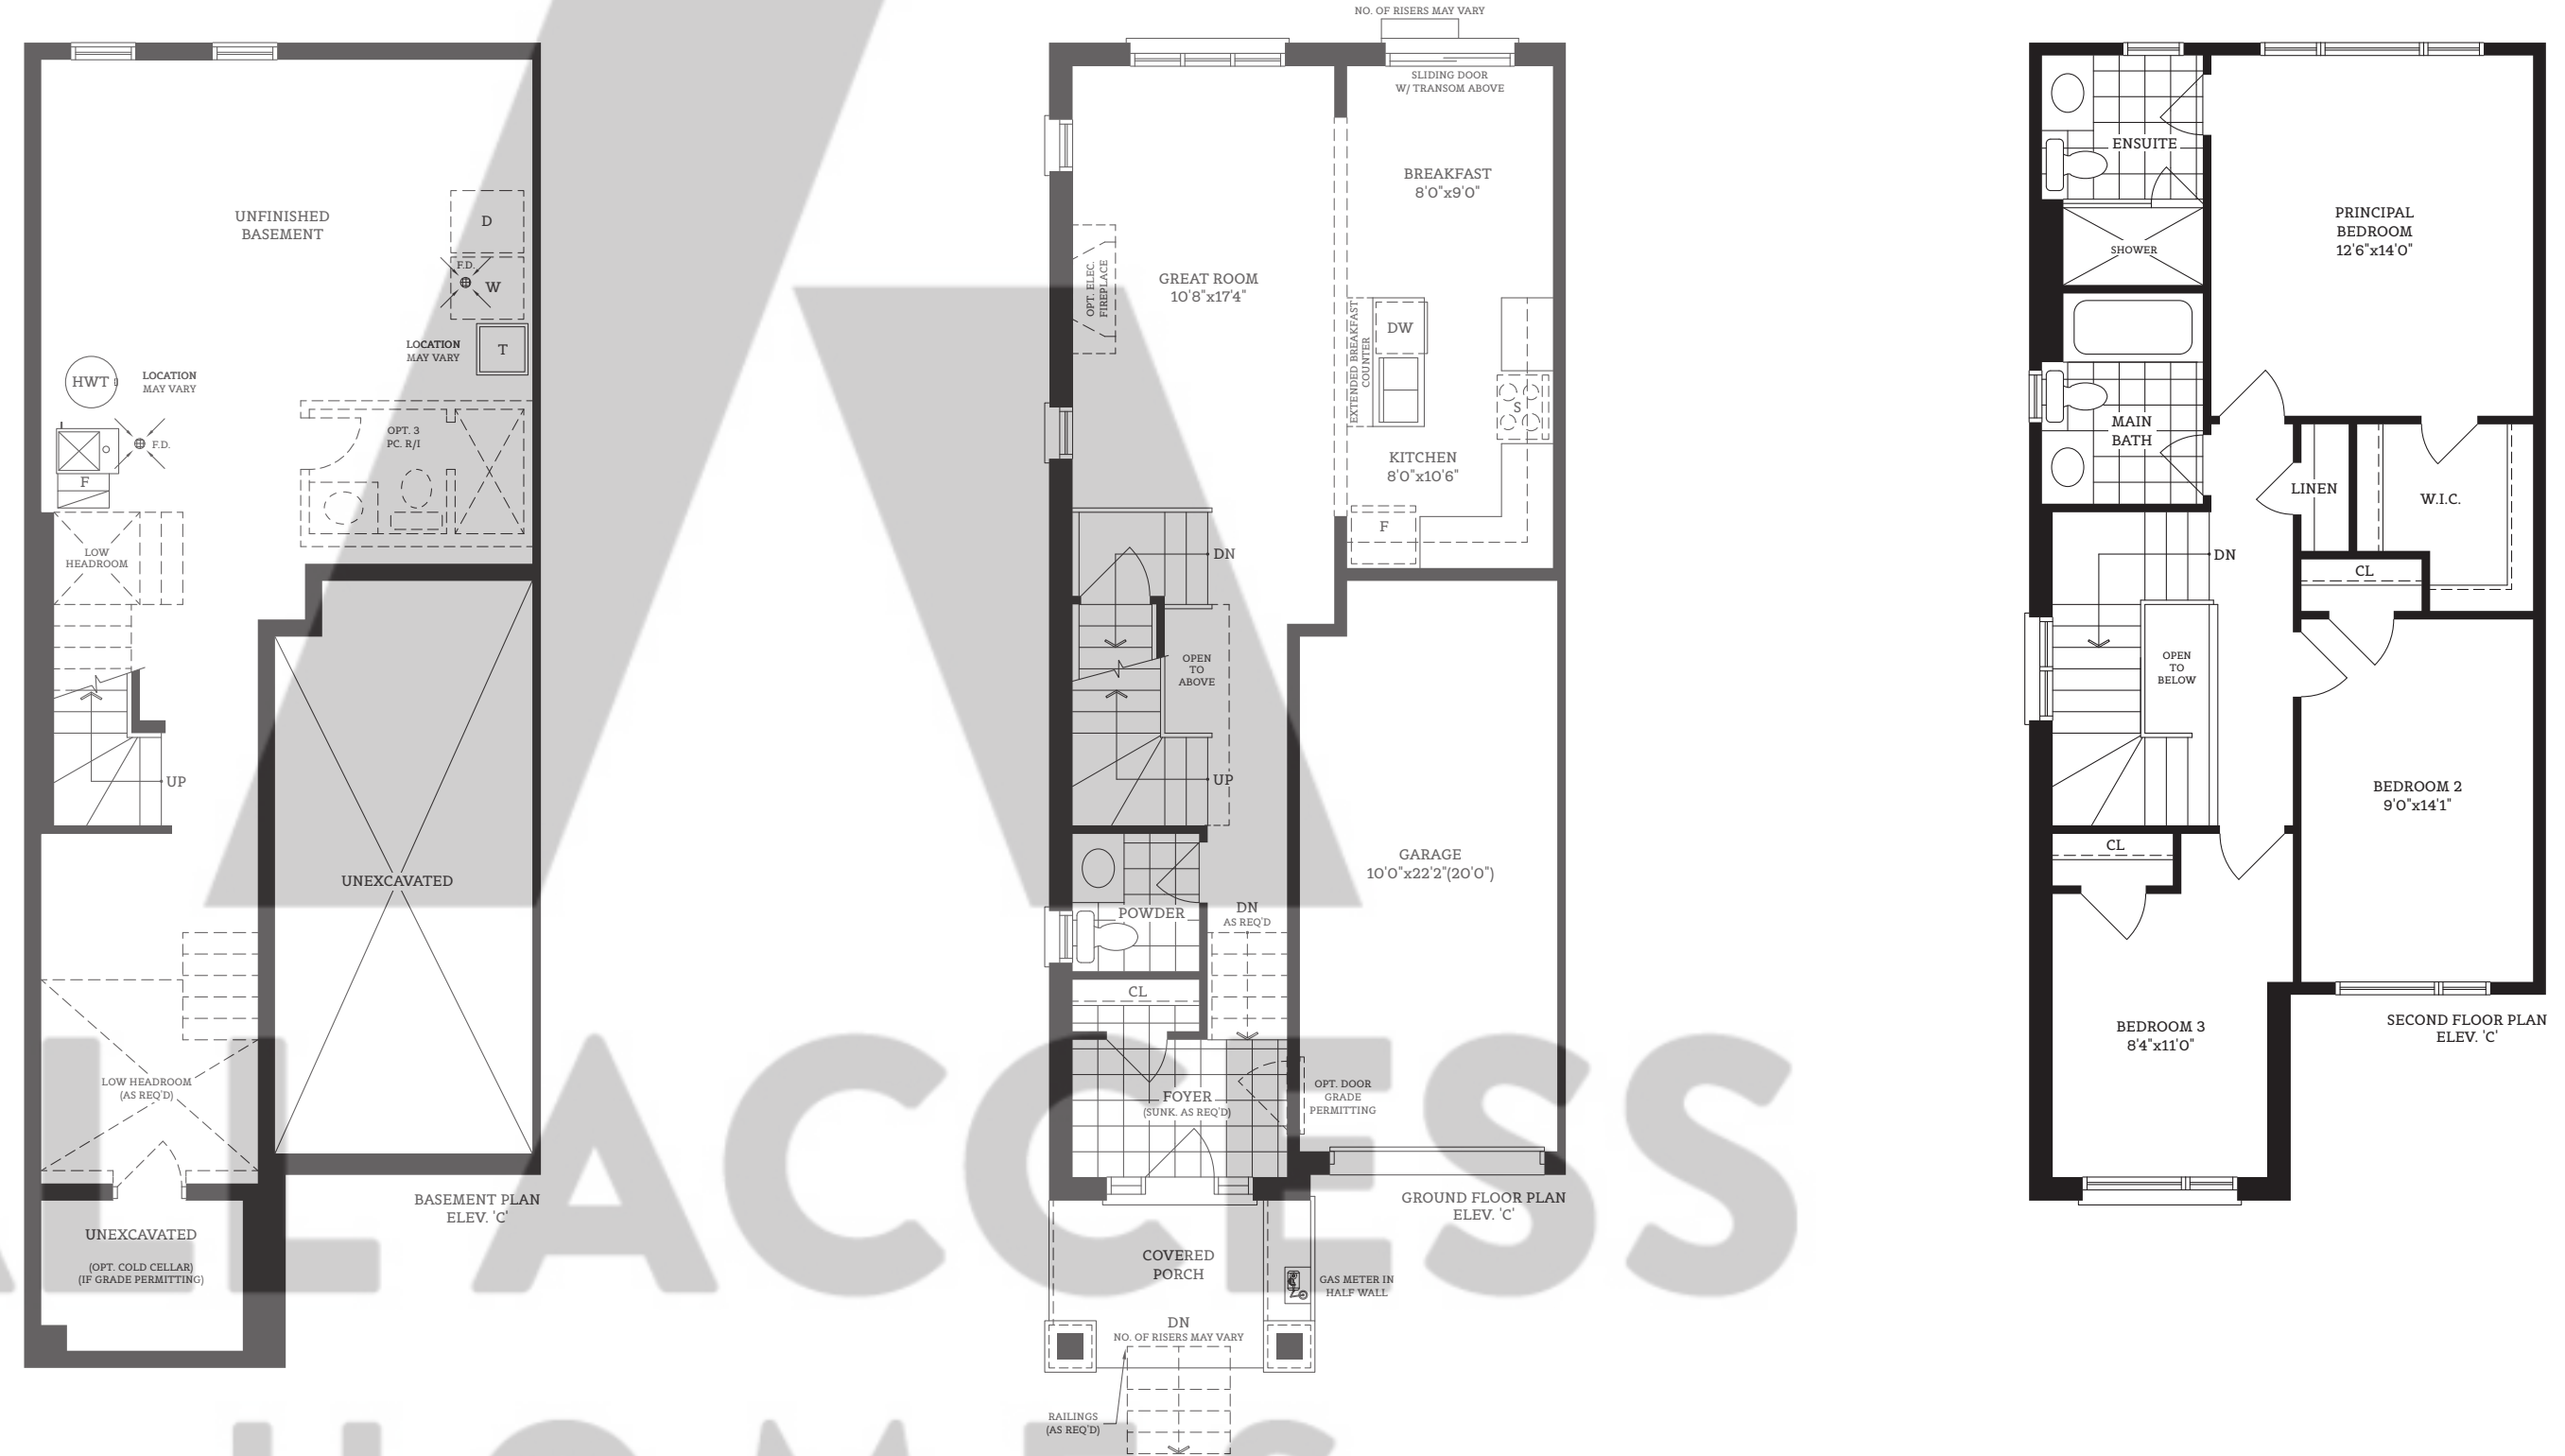 UNFINISHED
BASEMENT
D
F.D.
W
LOCATION
MAY VARY
T
HWT
LOCATION
MAY VARY
F.D.
F
OPT. 3
PC. R/I
LOW
HEADROOM
UP
UNEXCAVATED
LOW HEADROOM
(AS REQ'D)
UNEXCAVATED
(OPT. COLD CELLAR)
(IF GRADE PERMITTING)
BASEMENT PLAN
ELEV. 'C'
NO. OF RISERS MAY VARY
SLIDING DOOR
W/ TRANSOM ABOVE
BREAKFAST
8'0"x9'0"
GREAT ROOM
10'8"x17'4"
OPT. ELEC.
FIREPLACE
EXTENDED BREAKFAST
COUNTER
DW
S
KITCHEN
8'0"x10'6"
F
DN
OPEN
TO
ABOVE
UP
GARAGE
10'0"x22'2"(20'0")
POWDER
DN
AS REQ'D
CL
FOYER
(SUNK. AS REQ'D)
OPT. DOOR
GRADE
PERMITTING
GROUND FLOOR PLAN
ELEV. 'C'
COVERED
PORCH
GAS METER IN
HALF WALL
DN
NO. OF RISERS MAY VARY
RAILINGS
(AS REQ'D)
ENSUITE
SHOWER
PRINCIPAL
BEDROOM
12'6"x14'0"
MAIN
BATH
LINEN
W.I.C.
DN
CL
OPEN
TO
BELOW
BEDROOM 2
9'0"x14'1"
CL
BEDROOM 3
8'4"x11'0"
SECOND FLOOR PLAN
ELEV. 'C'
ALL ACCESS
HOMES